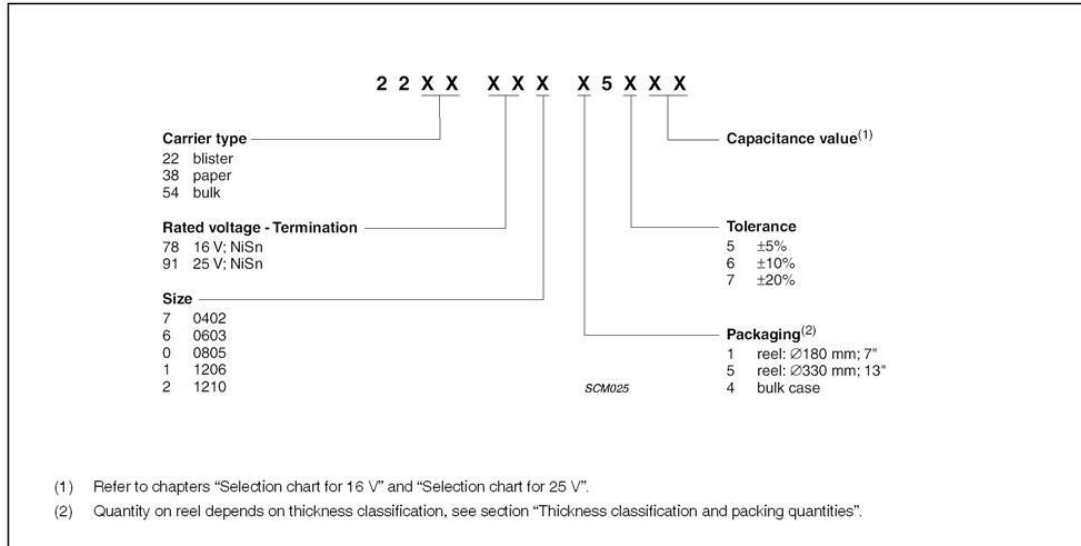 2 2 X X X X X X 5 X X X
Carrier type
22 blister
38 paper
54 bulk
Rated voltage - Termination
78 16 V; NiSn
91 25 V; NiSn
Size
7 0402
6 0603
0 0805
1 1206
2 1210
Capacitance value(1)
Tolerance
5 ±5%
6 ±10%
7 ±20%
Packaging(2)
1 reel: ∅180 mm; 7"
5 reel: ∅330 mm; 13"
4 bulk case
SCM025
(1) Refer to chapters “Selection chart for 16 V” and “Selection chart for 25 V”.
(2) Quantity on reel depends on thickness classification, see section “Thickness classification and packing quantities”.